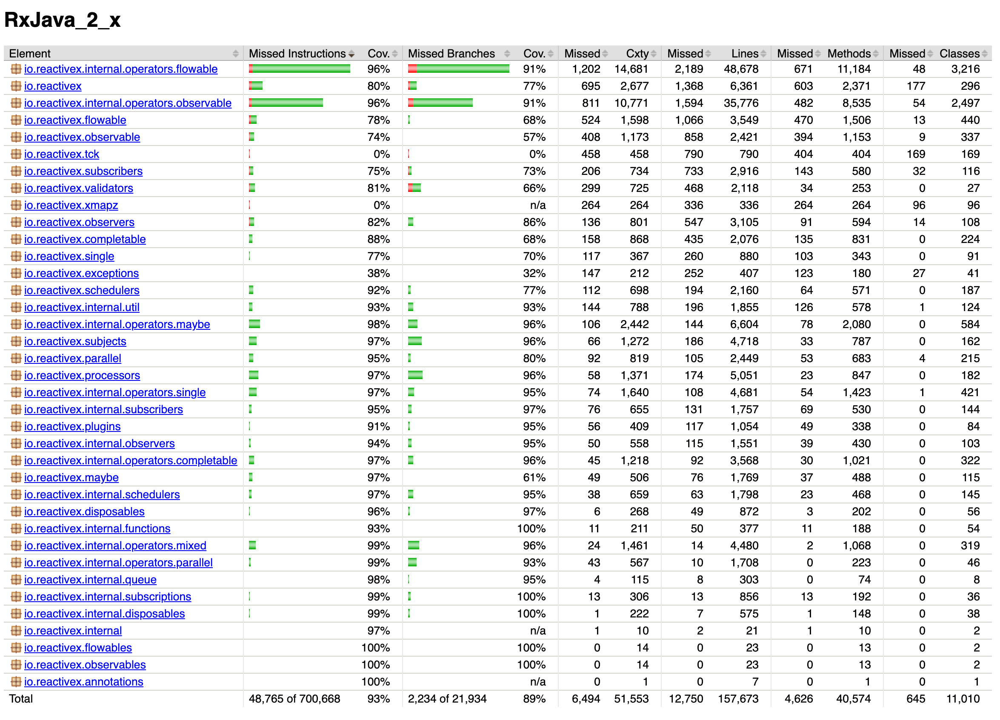 RxJava_2_x
Element Missed Instructions Cov. Missed Branches Cov. Missed Cxty Missed Lines Missed Methods Missed Classes
io.reactivex.internal.operators.flowable 96% 91% 1,202 14,681 2,189 48,678 671 11,184 48 3,216
io.reactivex 80% 77% 695 2,677 1,368 6,361 603 2,371 177 296
io.reactivex.internal.operators.observable 96% 91% 811 10,771 1,594 35,776 482 8,535 54 2,497
io.reactivex.flowable 78% 68% 524 1,598 1,066 3,549 470 1,506 13 440
io.reactivex.observable 74% 57% 408 1,173 858 2,421 394 1,153 9 337
io.reactivex.tck 0% 0% 458 458 790 790 404 404 169 169
io.reactivex.subscribers 75% 73% 206 734 733 2,916 143 580 32 116
io.reactivex.validators 81% 66% 299 725 468 2,118 34 253 0 27
io.reactivex.xmapz 0% n/a 264 264 336 336 264 264 96 96
io.reactivex.observers 82% 86% 136 801 547 3,105 91 594 14 108
io.reactivex.completable 88% 68% 158 868 435 2,076 135 831 0 224
io.reactivex.single 77% 70% 117 367 260 880 103 343 0 91
io.reactivex.exceptions 38% 32% 147 212 252 407 123 180 27 41
io.reactivex.schedulers 92% 77% 112 698 194 2,160 64 571 0 187
io.reactivex.internal.util 93% 93% 144 788 196 1,855 126 578 1 124
io.reactivex.internal.operators.maybe 98% 96% 106 2,442 144 6,604 78 2,080 0 584
io.reactivex.subjects 97% 96% 66 1,272 186 4,718 33 787 0 162
io.reactivex.parallel 95% 80% 92 819 105 2,449 53 683 4 215
io.reactivex.processors 97% 96% 58 1,371 174 5,051 23 847 0 182
io.reactivex.internal.operators.single 97% 95% 74 1,640 108 4,681 54 1,423 1 421
io.reactivex.internal.subscribers 95% 97% 76 655 131 1,757 69 530 0 144
io.reactivex.plugins 91% 95% 56 409 117 1,054 49 338 0 84
io.reactivex.internal.observers 94% 95% 50 558 115 1,551 39 430 0 103
io.reactivex.internal.operators.completable 97% 96% 45 1,218 92 3,568 30 1,021 0 322
io.reactivex.maybe 97% 61% 49 506 76 1,769 37 488 0 115
io.reactivex.internal.schedulers 97% 95% 38 659 63 1,798 23 468 0 145
io.reactivex.disposables 96% 97% 6 268 49 872 3 202 0 56
io.reactivex.internal.functions 93% 100% 11 211 50 377 11 188 0 54
io.reactivex.internal.operators.mixed 99% 96% 24 1,461 14 4,480 2 1,068 0 319
io.reactivex.internal.operators.parallel 99% 93% 43 567 10 1,708 0 223 0 46
io.reactivex.internal.queue 98% 95% 4 115 8 303 0 74 0 8
io.reactivex.internal.subscriptions 99% 100% 13 306 13 856 13 192 0 36
io.reactivex.internal.disposables 99% 100% 1 222 7 575 1 148 0 38
io.reactivex.internal 97% n/a 1 10 2 21 1 10 0 2
io.reactivex.flowables 100% 100% 0 14 0 23 0 13 0 2
io.reactivex.observables 100% 100% 0 14 0 23 0 13 0 2
io.reactivex.annotations 100% n/a 0 1 0 7 0 1 0 1
Total 48,765 of 700,668 93% 2,234 of 21,934 89% 6,494 51,553 12,750 157,673 4,626 40,574 645 11,010